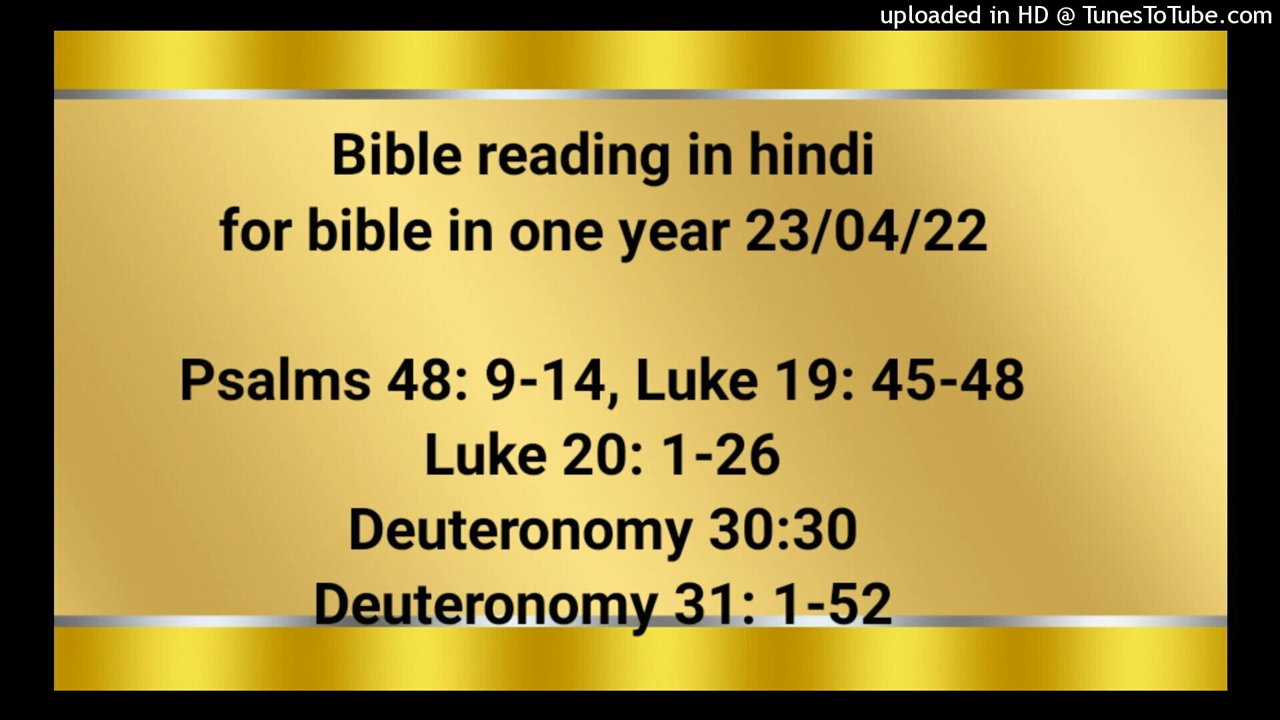 uploaded in HD @ TunesToTube.com
Bible reading in hindi
for bible in one year 23/04/22
Psalms 48: 9-14, Luke 19: 45-48
Luke 20: 1-26
Deuteronomy 30:30
Deuteronomy 31: 1-52